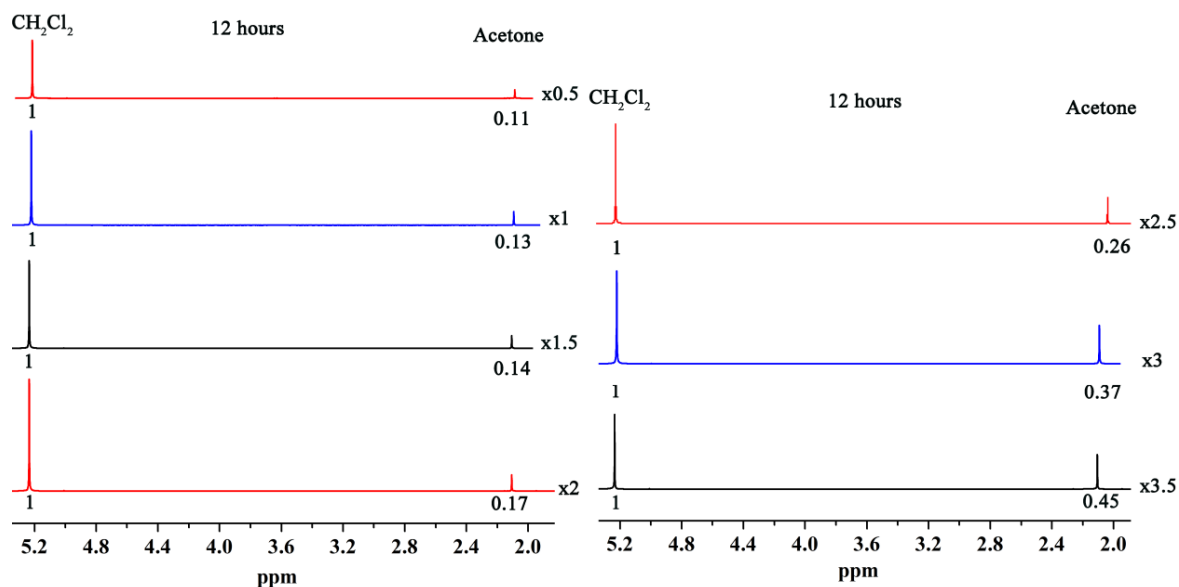 CH₂Cl₂ 12 hours Acetone
x0.5
1 0.11
x1
1 0.13
x1.5
1 0.14
x2
1 0.17
5.2 4.8 4.4 4.0 3.6 3.2 2.8 2.4 2.0
ppm
CH₂Cl₂ 12 hours Acetone
x2.5
1 0.26
x3
1 0.37
x3.5
1 0.45
5.2 4.8 4.4 4.0 3.6 3.2 2.8 2.4 2.0
ppm